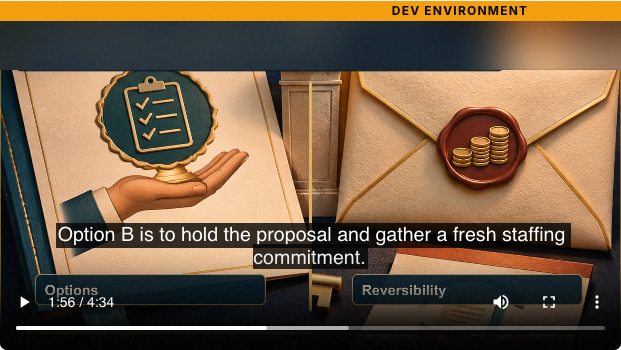 DEV ENVIRONMENT
Option B is to hold the proposal and gather a fresh staffing
commitment.
Options
Reversibility
1:56 / 4:34